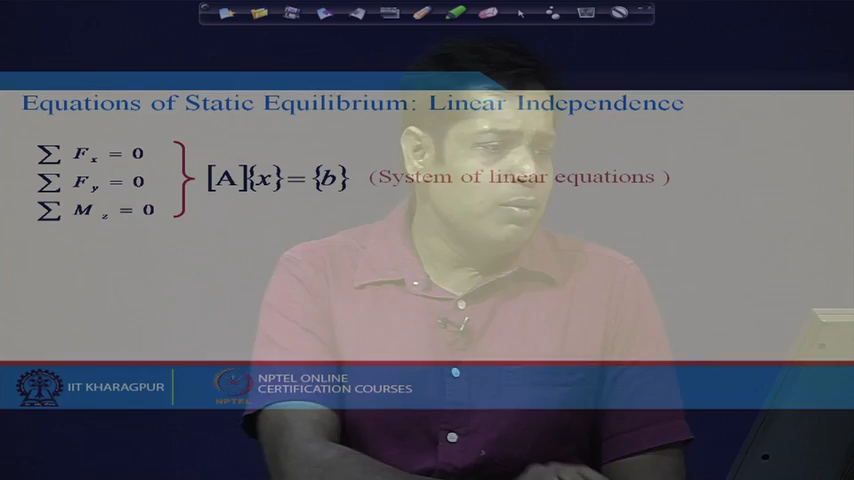 Equations of Static Equilibrium: Linear Independence
∑ Fx = 0
∑ Fy = 0
∑ Mz = 0
[A]{x}={b} (System of linear equations )
IIT KHARAGPUR
NPTEL
NPTEL ONLINE
CERTIFICATION COURSES